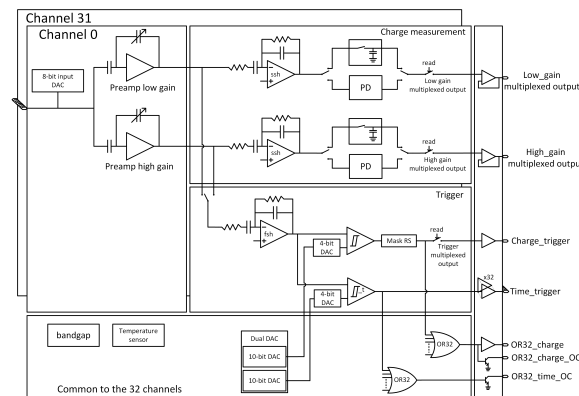 Channel 31
Channel 0
Charge measurement
8-bit input
DAC
Preamp low gain
ssh
PD
read
Low gain
multiplexed output
Low_gain
multiplexed output
Preamp high gain
ssh
PD
read
High gain
multiplexed output
High_gain
multiplexed outpu
Trigger
fsh
4-bit
DAC
Mask RS
read
Trigger
multiplexed
output
Charge_trigger
4-bit
DAC
x32
Time_trigger
bandgap
Temperature
sensor
Dual DAC
10-bit DAC
10-bit DAC
OR32
OR32
OR32_charge
OR32_charge_OC
OR32_time_OC
Common to the 32 channels